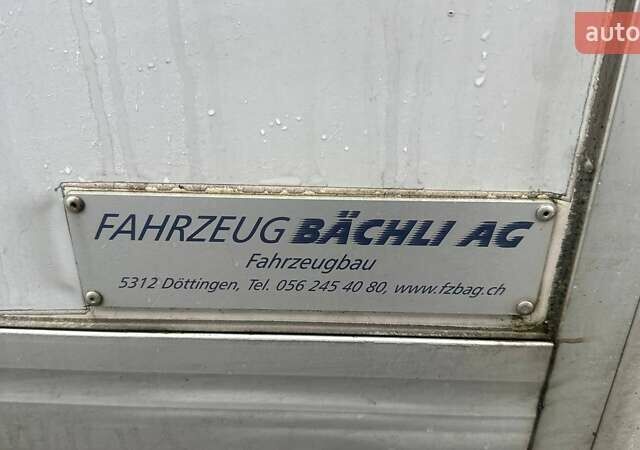 auto
FAHRZEUG BÄCHLI AG
Fahrzeugbau
5312 Döttingen, Tel. 056 245 40 80, www.fzbag.ch